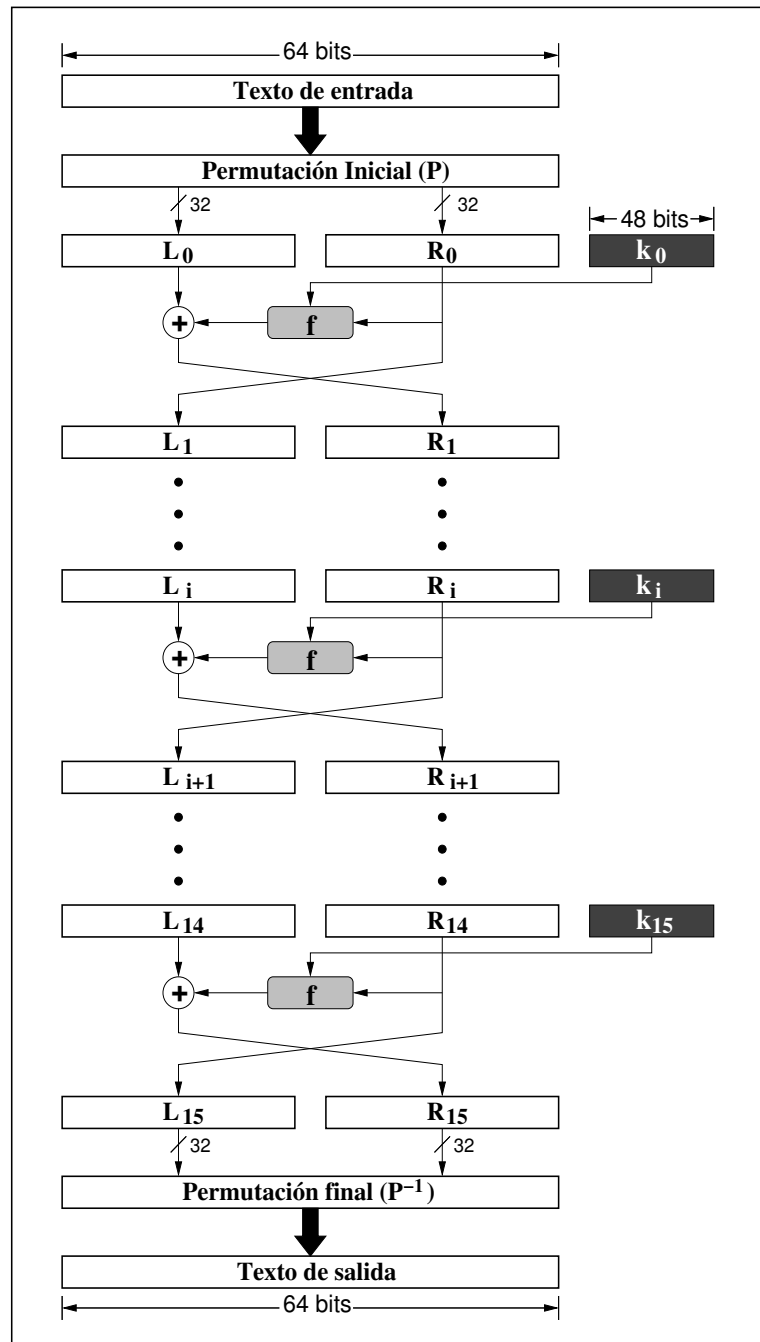 64 bits
Texto de entrada
Permutación Inicial (P)
32 32
48 bits
L0 R0 k0
+ f
L1 R1
Li Ri ki
+ f
Li+1 Ri+1
L14 R14 k15
+ f
L15 R15
32 32
Permutación final (P−1)
Texto de salida
64 bits